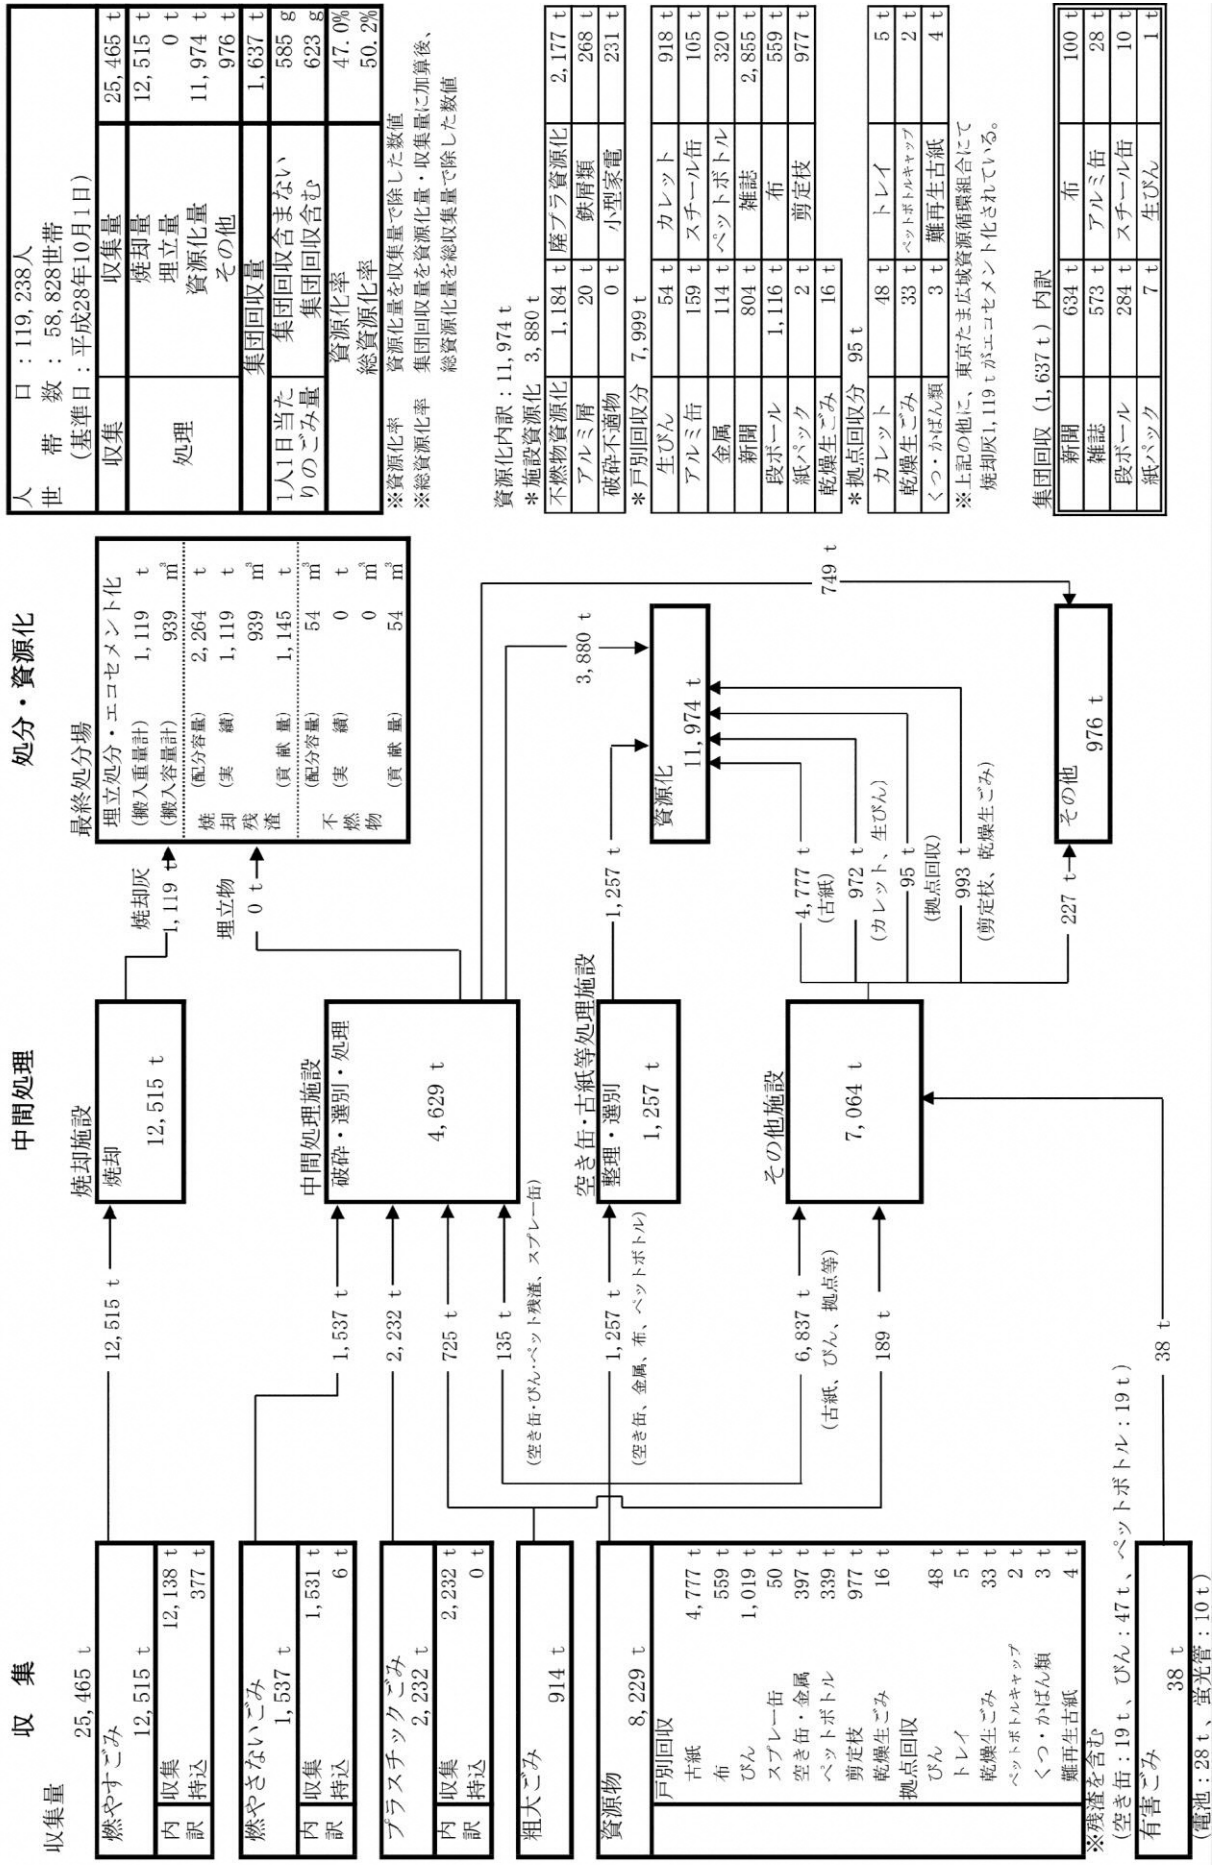 収　集
中間処理
処分・資源化
収集量
25,465 t
燃やすごみ
12,515 t
内訳
収集 12,138 t
持込 377 t
燃やさないごみ
1,537 t
内訳
収集 1,531 t
持込 6 t
プラスチックごみ
2,232 t
内訳
収集 2,232 t
持込 0 t
粗大ごみ
914 t
資源物
8,229 t
戸別回収
古紙 4,777 t
布 559 t
びん 1,019 t
スプレー缶 50 t
空き缶・金属 397 t
ペットボトル 339 t
剪定枝 977 t
乾燥生ごみ 16 t
拠点回収
びん 48 t
トレイ 5 t
乾燥生ごみ 33 t
ペットボトルキャップ 2 t
くつ・かばん類 3 t
難再生古紙 4 t
※残渣を含む
(空き缶:19t、びん:47t、ペットボトル:19t)
有害ごみ
38 t
(電池:28t、蛍光管:10t)
12,515 t
1,537 t
2,232 t
725 t
135 t
(空き缶・びん・ペット残渣、スプレー缶)
1,257 t
(空き缶、金属、布、ペットボトル)
6,837 t
(古紙、びん、拠点等)
189 t
38 t
焼却施設
焼却
12,515 t
中間処理施設
破砕・選別・処理
4,629 t
空き缶・古紙等処理施設
整理・選別
1,257 t
その他施設
7,064 t
焼却灰
1,119 t
埋立物
0 t
3,880 t
749 t
1,257 t
4,777 t
(古紙)
972 t
(カレット、生びん)
95 t
(拠点回収)
993 t
(剪定枝、乾燥生ごみ)
227 t
最終処分場
埋立処分・エコセメント化
(搬入重量計) 1,119 t
(搬入容量計) 939 m³
焼却残渣
(配分容量) 2,264 t
(実　績) 1,119 t
939 m³
(貢献量) 1,145 t
不燃物
(配分容量) 54 m³
(実　績) 0 t
0 m³
(貢献量) 54 m³
資源化
11,974 t
その他
976 t
人　口:119,238人
世帯数: 58,828世帯
(基準日:平成28年10月1日)
収集 収集量 25,465 t
処理 焼却量 12,515 t
埋立量 0 t
資源化量 11,974 t
その他 976 t
集団回収量 1,637 t
1人1日当たりのごみ量 集団回収含まない 585 g
集団回収含む 623 g
資源化率 47.0%
総資源化率 50.2%
※資源化率　資源化量を収集量で除した数値
※総資源化率　集団回収量を資源化量・収集量に加算後、
総資源化量を総収集量で除した数値
資源化内訳:11,974 t
*施設資源化 3,880 t
不燃物資源化 1,184 t 廃プラ資源化 2,177 t
アルミ屑 20 t 鉄屑類 268 t
破砕不適物 0 t 小型家電 231 t
*戸別回収分 7,999 t
生びん 54 t カレット 918 t
アルミ缶 159 t スチール缶 105 t
金属 114 t ペットボトル 320 t
新聞 804 t 雑誌 2,855 t
段ボール 1,116 t 布 559 t
紙パック 2 t 剪定枝 977 t
乾燥生ごみ 16 t
*拠点回収分 95 t
カレット 48 t トレイ 5 t
乾燥生ごみ 33 t ペットボトルキャップ 2 t
くつ・かばん類 3 t 難再生古紙 4 t
※上記の他に、東京たま広域資源循環組合にて
焼却灰1,119 tがエコセメント化されている。
集団回収 (1,637t) 内訳
新聞 634 t 布 100 t
雑誌 573 t アルミ缶 28 t
段ボール 284 t スチール缶 10 t
紙パック 7 t 生びん 1 t